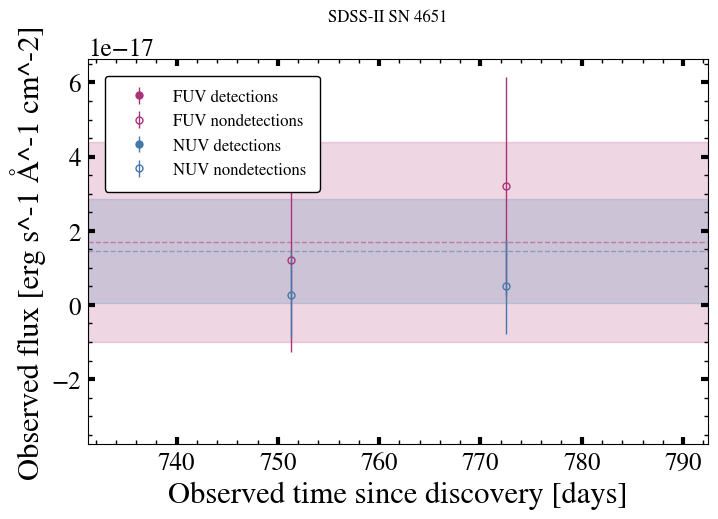 SDSS-II SN 4651
1e−17
FUV detections
FUV nondetections
NUV detections
NUV nondetections
6
4
2
0
−2
740
750
760
770
780
790
Observed time since discovery [days]
Observed flux [erg s^-1 Å^-1 cm^-2]